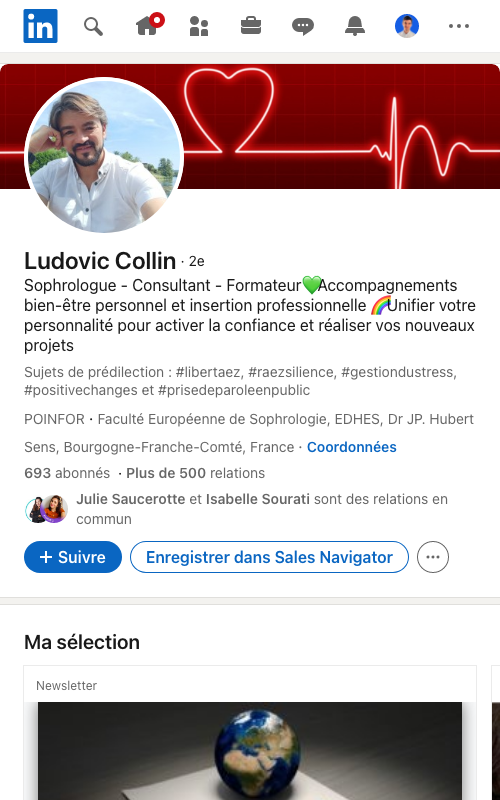 in
Ludovic Collin · 2e
Sophrologue - Consultant - Formateur💚Accompagnements
bien-être personnel et insertion professionnelle 🌈Unifier votre
personnalité pour activer la confiance et réaliser vos nouveaux
projets
Sujets de prédilection : #libertaez, #raezsilience, #gestiondustress,
#positivechanges et #prisedeparoleenpublic
POINFOR • Faculté Européenne de Sophrologie, EDHES, Dr JP. Hubert
Sens, Bourgogne-Franche-Comté, France · Coordonnées
693 abonnés · Plus de 500 relations
Julie Saucerotte et Isabelle Sourati sont des relations en
commun
+ Suivre
Enregistrer dans Sales Navigator
Ma sélection
Newsletter